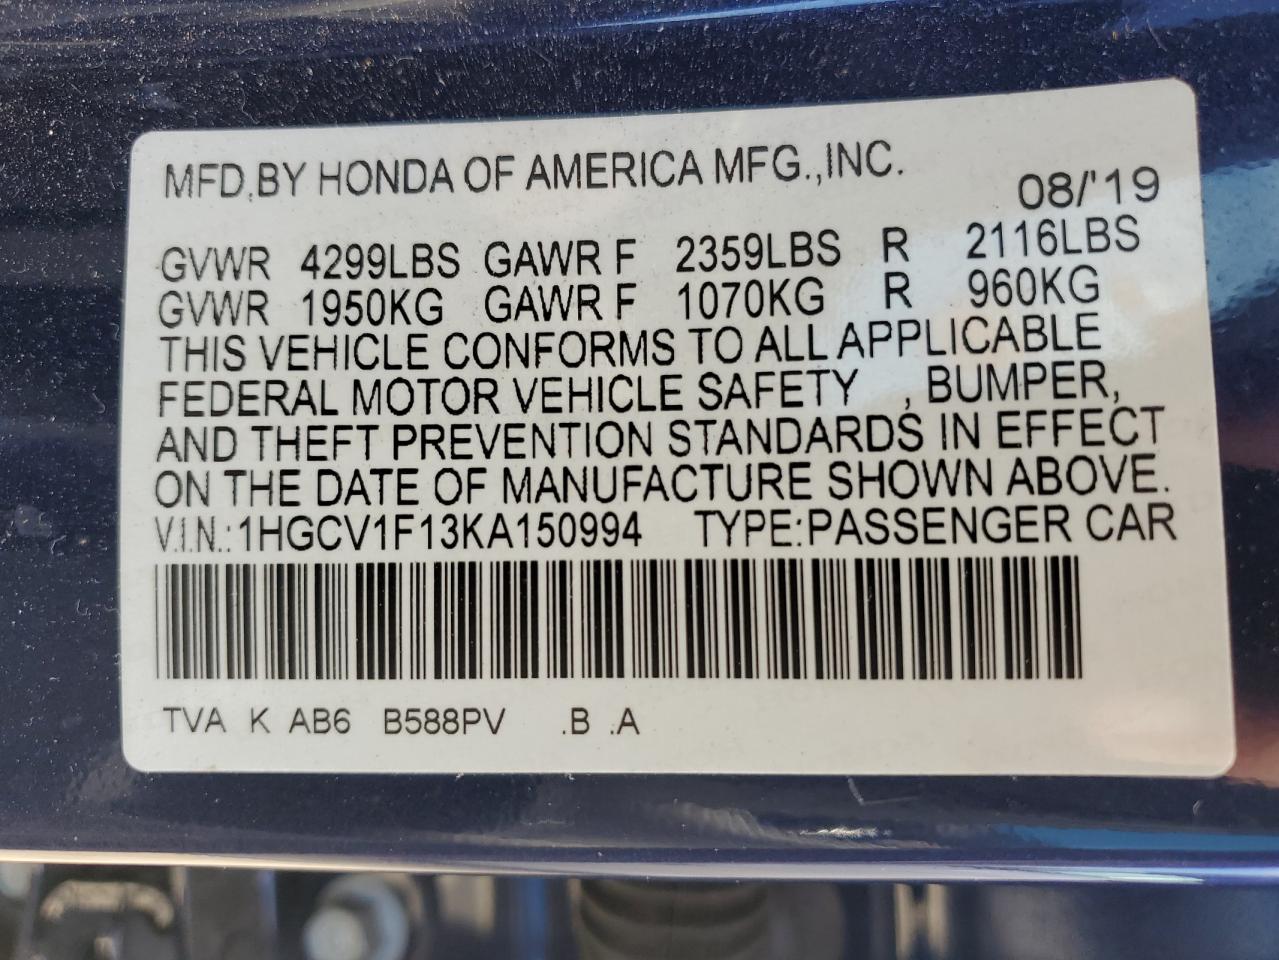 MFD.BY HONDA OF AMERICA MFG.,INC. 08/'19
GVWR 4299LBS GAWR F 2359LBS R 2116LBS
GVWR 1950KG GAWR F 1070KG R 960KG
THIS VEHICLE CONFORMS TO ALL APPLICABLE
FEDERAL MOTOR VEHICLE SAFETY , BUMPER,
AND THEFT PREVENTION STANDARDS IN EFFECT
ON THE DATE OF MANUFACTURE SHOWN ABOVE.
V.I.N.:1HGCV1F13KA150994 TYPE:PASSENGER CAR
TVA K AB6 B588PV .B .A